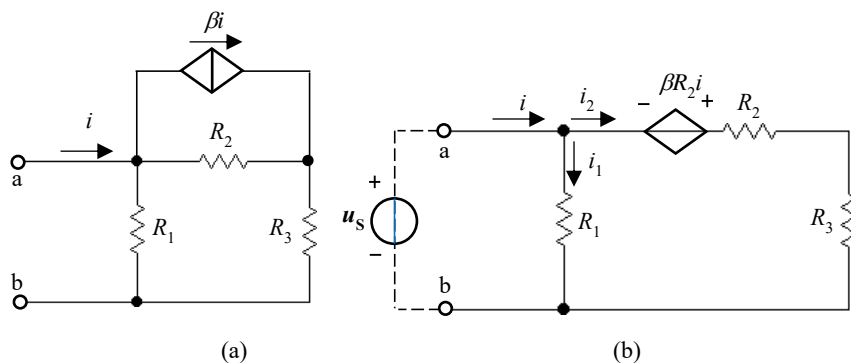 βi
i
R2
a
R1
R3
b
(a)
i
i2
− βR2i +
R2
a
i1
+
uS
−
R1
R3
b
(b)